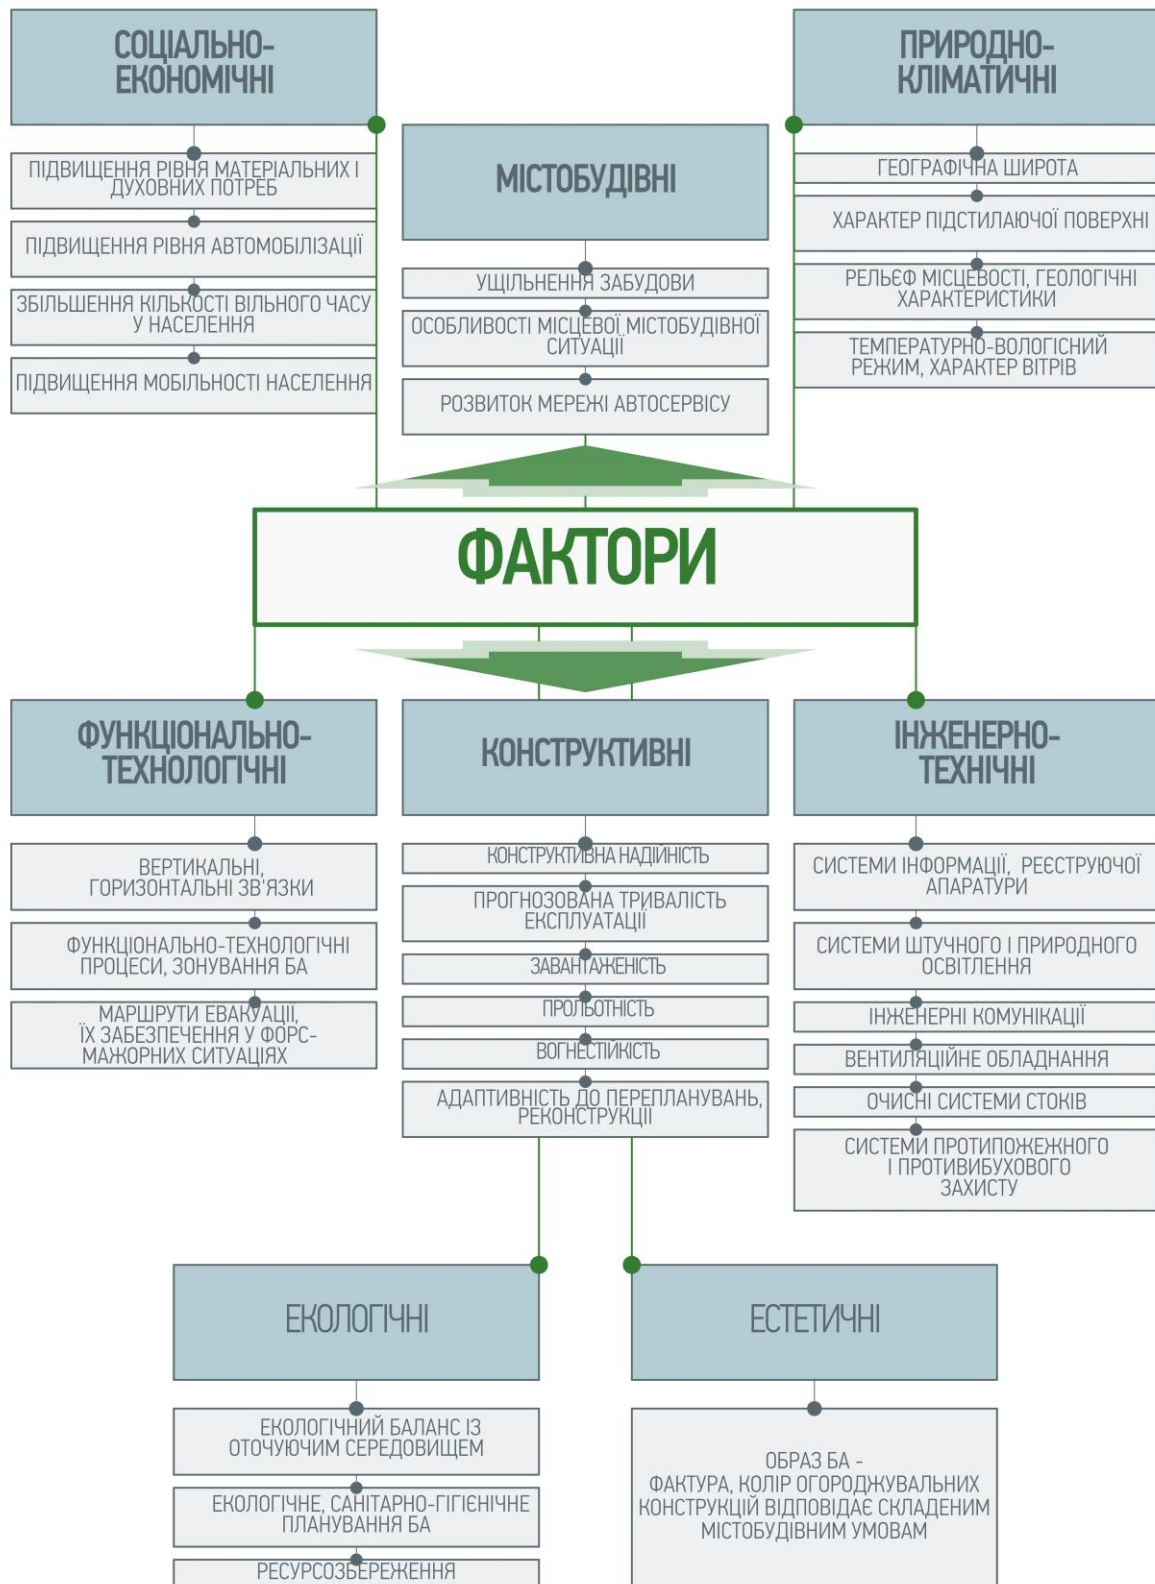 СОЦІАЛЬНО-
ЕКОНОМІЧНІ
ПІДВИЩЕННЯ РІВНЯ МАТЕРІАЛЬНИХ І
ДУХОВНИХ ПОТРЕБ
ПІДВИЩЕННЯ РІВНЯ АВТОМОБІЛІЗАЦІЇ
ЗБІЛЬШЕННЯ КІЛЬКОСТІ ВІЛЬНОГО ЧАСУ
У НАСЕЛЕННЯ
ПІДВИЩЕННЯ МОБІЛЬНОСТІ НАСЕЛЕННЯ
МІСТОБУДІВНІ
УЩІЛЬНЕННЯ ЗАБУДОВИ
ОСОБЛИВОСТІ МІСЦЕВОЇ МІСТОБУДІВНОЇ
СИТУАЦІЇ
РОЗВИТОК МЕРЕЖІ АВТОСЕРВІСУ
ПРИРОДНО-
КЛІМАТИЧНІ
ГЕОГРАФІЧНА ШИРОТА
ХАРАКТЕР ПІДСТИЛАЮЧОЇ ПОВЕРХНІ
РЕЛЬЄФ МІСЦЕВОСТІ, ГЕОЛОГІЧНІ
ХАРАКТЕРИСТИКИ
ТЕМПЕРАТУРНО-ВОЛОГІСНИЙ
РЕЖИМ, ХАРАКТЕР ВІТРІВ
ФАКТОРИ
ФУНКЦІОНАЛЬНО-
ТЕХНОЛОГІЧНІ
ВЕРТИКАЛЬНІ,
ГОРИЗОНТАЛЬНІ ЗВ'ЯЗКИ
ФУНКЦІОНАЛЬНО-ТЕХНОЛОГІЧНІ
ПРОЦЕСИ, ЗОНУВАННЯ БА
МАРШРУТИ ЕВАКУАЦІЇ,
ЇХ ЗАБЕЗПЕЧЕННЯ У ФОРС-
МАЖОРНИХ СИТУАЦІЯХ
КОНСТРУКТИВНІ
КОНСТРУКТИВНА НАДІЙНІСТЬ
ПРОГНОЗОВАНА ТРИВАЛІСТЬ
ЕКСПЛУАТАЦІЇ
ЗАВАНТАЖЕНІСТЬ
ПРОЛЬОТНІСТЬ
ВОГНЕСТІЙКІСТЬ
АДАПТИВНІСТЬ ДО ПЕРЕПЛАНУВАНЬ,
РЕКОНСТРУКЦІЇ
ІНЖЕНЕРНО-
ТЕХНІЧНІ
СИСТЕМИ ІНФОРМАЦІЇ, РЕЄСТРУЮЧОЇ
АПАРАТУРИ
СИСТЕМИ ШТУЧНОГО І ПРИРОДНОГО
ОСВІТЛЕННЯ
ІНЖЕНЕРНІ КОМУНІКАЦІЇ
ВЕНТИЛЯЦІЙНЕ ОБЛАДНАННЯ
ОЧИСНІ СИСТЕМИ СТОКІВ
СИСТЕМИ ПРОТИПОЖЕЖНОГО
І ПРОТИВИБУХОВОГО
ЗАХИСТУ
ЕКОЛОГІЧНІ
ЕКОЛОГІЧНИЙ БАЛАНС ІЗ
ОТОЧУЮЧИМ СЕРЕДОВИЩЕМ
ЕКОЛОГІЧНЕ, САНІТАРНО-ГІГІЄНІЧНЕ
ПЛАНУВАННЯ БА
РЕСУРСОЗБЕРЕЖЕННЯ
ЕСТЕТИЧНІ
ОБРАЗ БА -
ФАКТУРА, КОЛІР ОГОРОДЖУВАЛЬНИХ
КОНСТРУКЦІЙ ВІДПОВІДАЄ СКЛАДЕНИМ
МІСТОБУДІВНИМ УМОВАМ